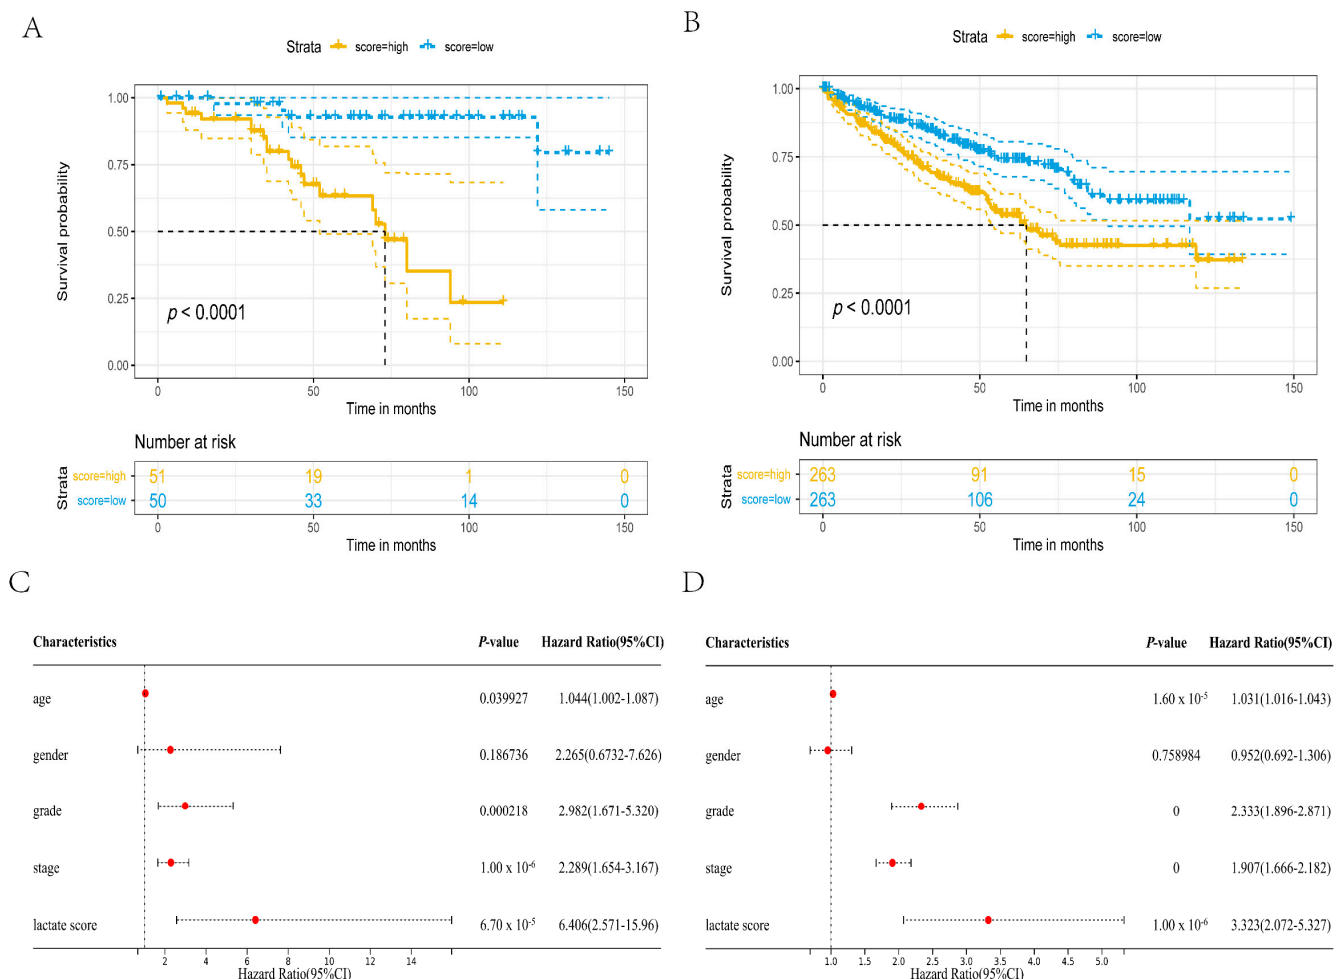 A
Strata score=high score=low
Survival probability
1.00
0.75
0.50
0.25
0.00
p < 0.0001
0 50 100 150
Time in months
Number at risk
Strata
score=high 51 19 1 0
score=low 50 33 14 0
0 50 100 150
Time in months
B
Strata score=high score=low
Survival probability
1.00
0.75
0.50
0.25
0.00
p < 0.0001
0 50 100 150
Time in months
Number at risk
Strata
score=high 263 91 15 0
score=low 263 106 24 0
0 50 100 150
Time in months
C
Characteristics P-value Hazard Ratio(95%CI)
age 0.039927 1.044(1.002-1.087)
gender 0.186736 2.265(0.6732-7.626)
grade 0.000218 2.982(1.671-5.320)
stage 1.00 x 10⁻⁶ 2.289(1.654-3.167)
lactate score 6.70 x 10⁻⁵ 6.406(2.571-15.96)
2 4 6 8 10 12 14
Hazard Ratio(95%CI)
D
Characteristics P-value Hazard Ratio(95%CI)
age 1.60 x 10⁻⁵ 1.031(1.016-1.043)
gender 0.758984 0.952(0.692-1.306)
grade 0 2.333(1.896-2.871)
stage 0 1.907(1.666-2.182)
lactate score 1.00 x 10⁻⁶ 3.323(2.072-5.327)
1.0 1.5 2.0 2.5 3.0 3.5 4.0 4.5 5.0
Hazard Ratio(95%CI)